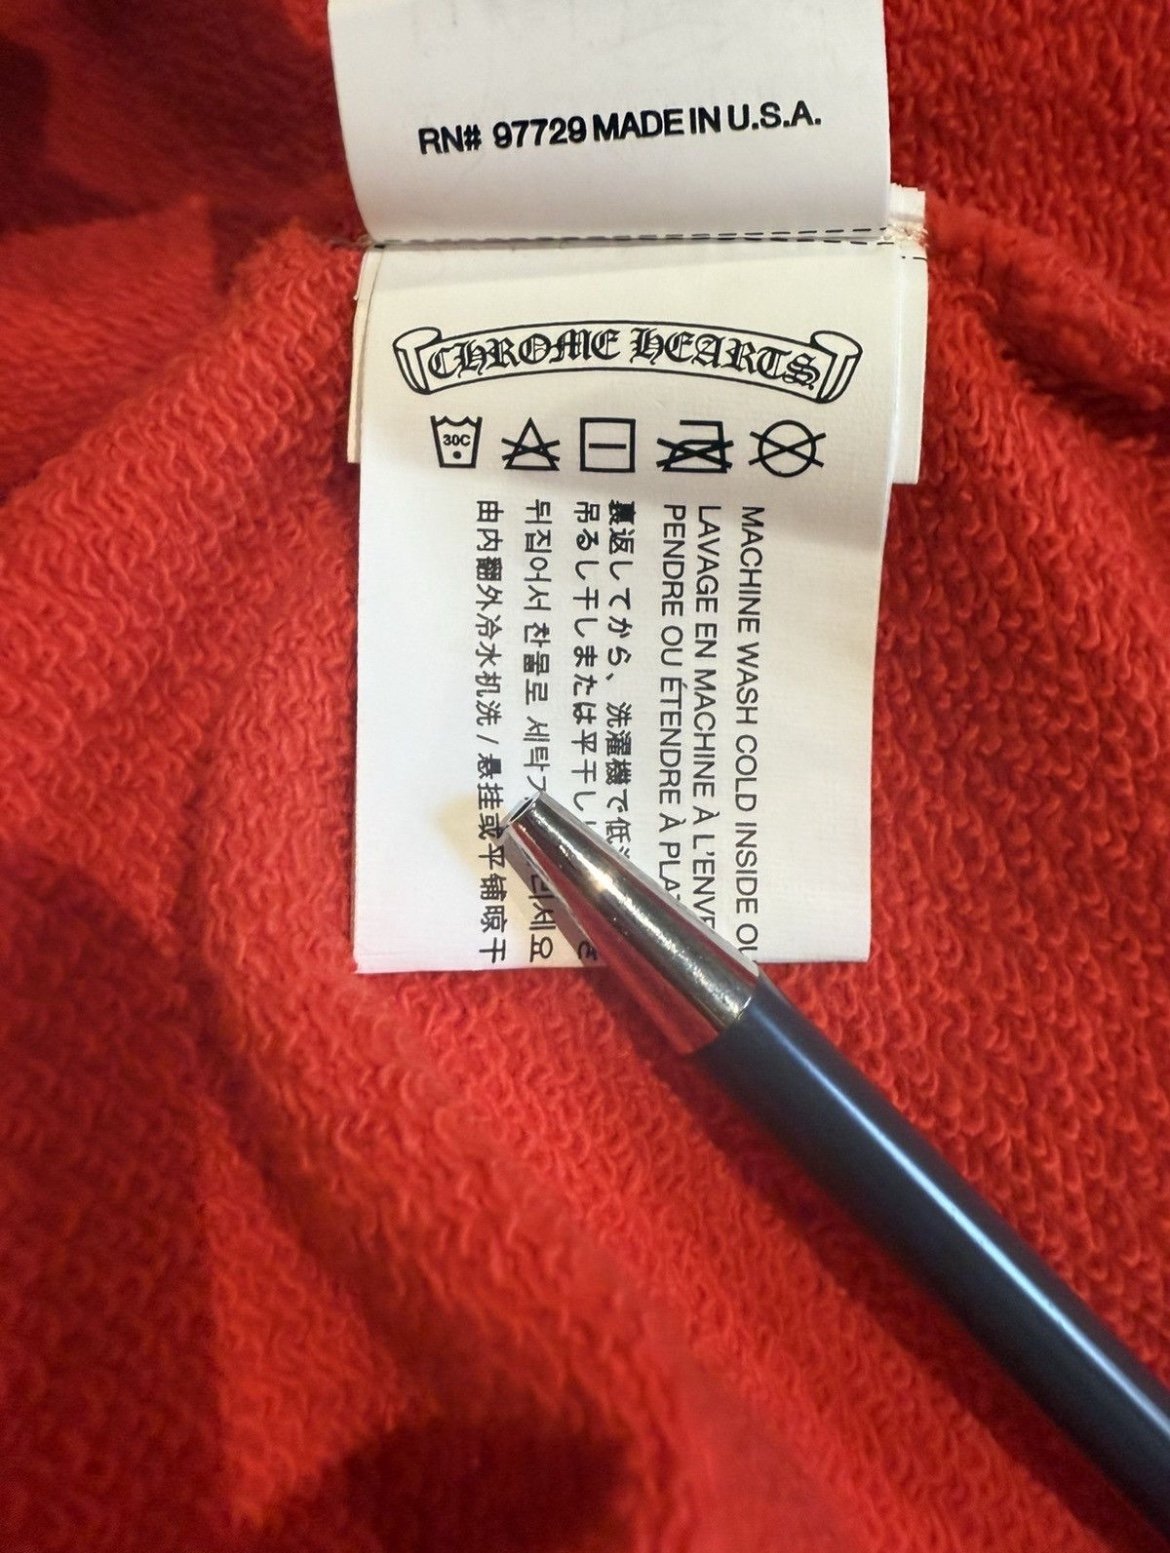 RN# 97729 MADE IN U.S.A.
CHROME HEARTS
30C
MACHINE WASH COLD INSIDE
LAVAGE EN MACHINE À L'ENVE
PENDRE OU ÉTENDRE À PLA
裏返してから、洗濯機で低
吊るし干しまたは平干し
뒤집어서 찬물로 세탁 리세요
由内翻外冷水机洗 / 悬挂或平铺晾干